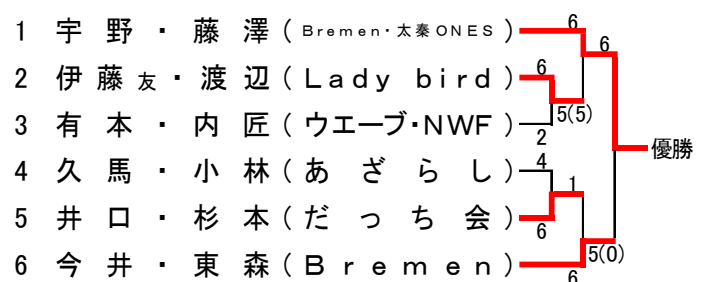 1 宇野・藤澤(Bremen・太秦ONES) 6 6
2 伊藤友・渡辺(Lady bird) 6 5(5)
3 有本・内匠(ウエーブ・NWF) 2
優勝
4 久馬・小林(あざらし) 4 1
5 井口・杉本(だっち会) 6
6 今井・東森(Bremen) 6 5(0)